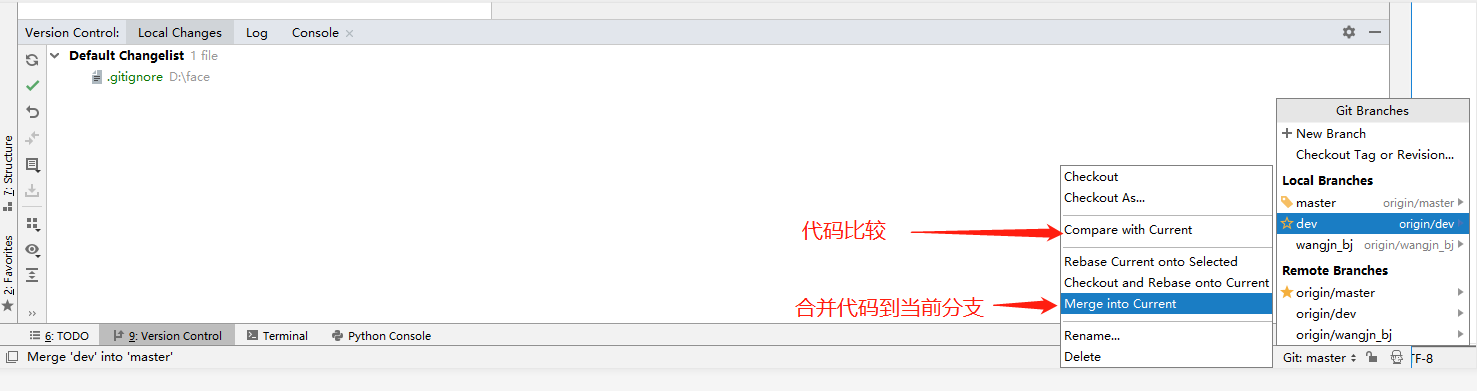 Version Control: Local Changes Log Console ×
Default Changelist 1 file
.gitignore D:\face
7: Structure
2: Favorites
»
代码比较
合并代码到当前分支
Checkout
Checkout As...
Compare with Current
Rebase Current onto Selected
Checkout and Rebase onto Current
Merge into Current
Rename...
Delete
Git Branches
+ New Branch
Checkout Tag or Revision...
Local Branches
master origin/master
dev origin/dev
wangjn_bj origin/wangjn_bj
Remote Branches
origin/master
origin/dev
origin/wangjn_bj
6: TODO 9: Version Control Terminal Python Console
Merge 'dev' into 'master'
Git: master
TF-8